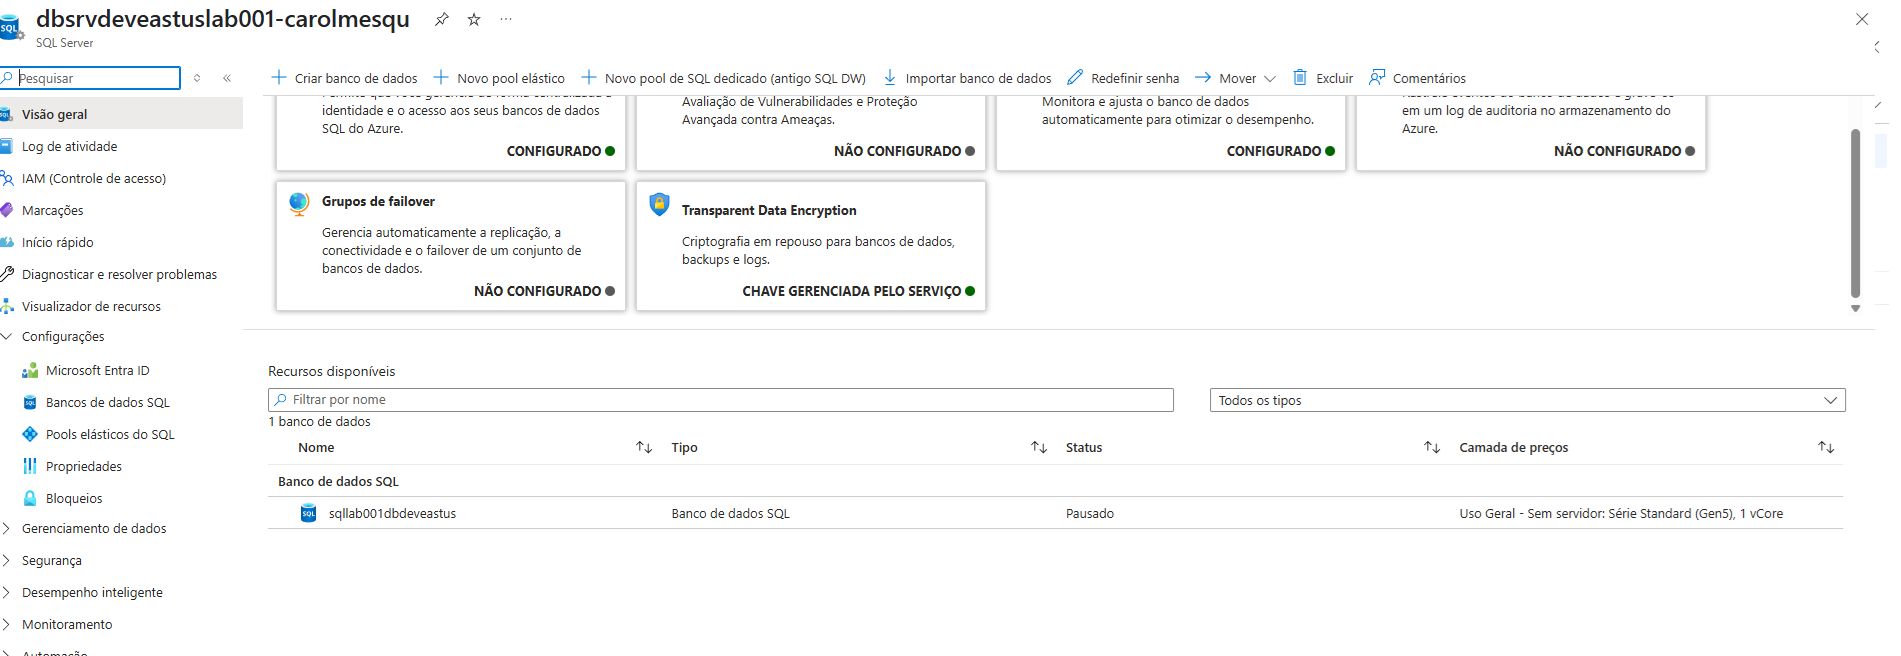 dbsrvdeveastuslab001-carolmesqu
SQL Server
Pesquisar
Criar banco de dados
Novo pool elástico
Novo pool de SQL dedicado (antigo SQL DW)
Importar banco de dados
Redefinir senha
Mover
Excluir
Comentários
Visão geral
Log de atividade
IAM (Controle de acesso)
Marcações
Início rápido
Diagnosticar e resolver problemas
Visualizador de recursos
Configurações
Microsoft Entra ID
Bancos de dados SQL
Pools elásticos do SQL
Propriedades
Bloqueios
Gerenciamento de dados
Segurança
Desempenho inteligente
Monitoramento
Automação
Permite que você gerencie de forma centralizada a
identidade e o acesso aos seus bancos de dados
SQL do Azure.
CONFIGURADO
Avaliação de Vulnerabilidades e Proteção
Avançada contra Ameaças.
NÃO CONFIGURADO
Monitora e ajusta o banco de dados
automaticamente para otimizar o desempenho.
CONFIGURADO
em um log de auditoria no armazenamento do
Azure.
NÃO CONFIGURADO
Grupos de failover
Gerencia automaticamente a replicação, a
conectividade e o failover de um conjunto de
bancos de dados.
NÃO CONFIGURADO
Transparent Data Encryption
Criptografia em repouso para bancos de dados,
backups e logs.
CHAVE GERENCIADA PELO SERVIÇO
Recursos disponíveis
Filtrar por nome
Todos os tipos
1 banco de dados
Nome
Tipo
Status
Camada de preços
Banco de dados SQL
sqllab001dbdeveastus
Banco de dados SQL
Pausado
Uso Geral - Sem servidor: Série Standard (Gen5), 1 vCore